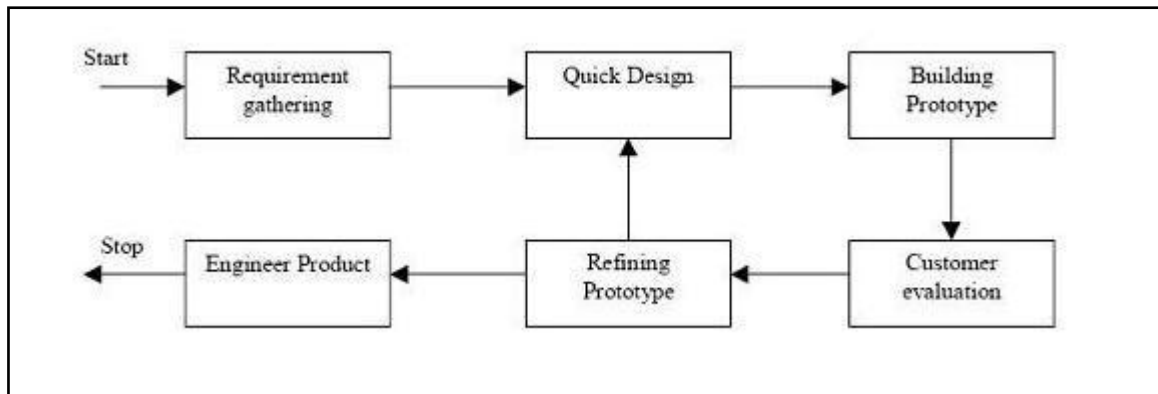 Start
Requirement
gathering
Quick Design
Building
Prototype
Stop
Engineer Product
Refining
Prototype
Customer
evaluation